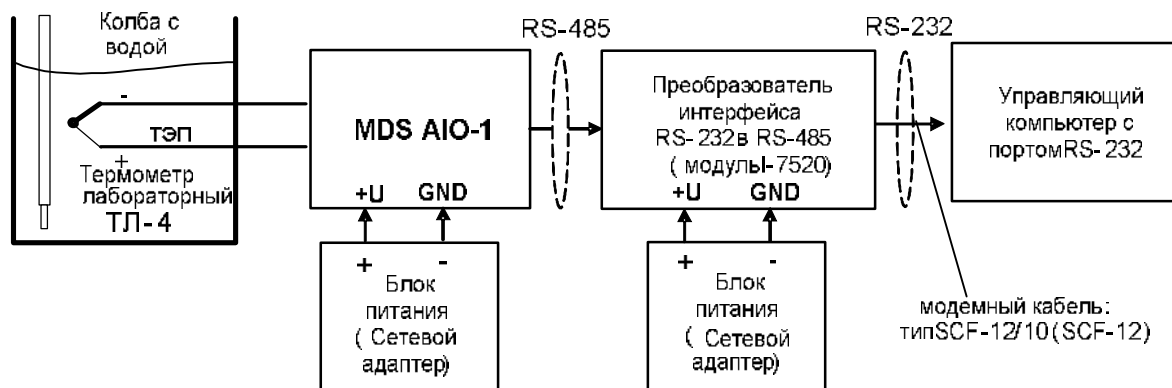 Колба с
водой
-
ТЭП
+
Термометр
лабораторный
ТЛ-4
MDS AIO-1
+U GND
+ -
Блок
питания
( Сетевой
адаптер)
RS-485
Преобразователь
интерфейса
RS-232в RS-485
( модульI-7520)
+U GND
+ -
Блок
питания
( Сетевой
адаптер)
RS-232
Управляющий
компьютер с
портомRS-232
модемный кабель:
типSCF-12/10(SCF-12)